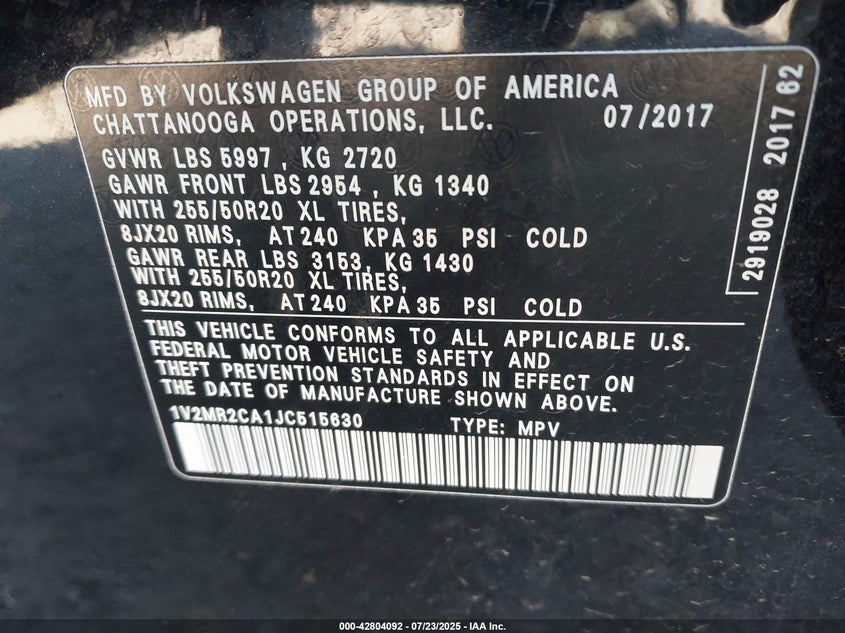 MFD BY VOLKSWAGEN GROUP OF AMERICA
CHATTANOOGA OPERATIONS, LLC. 07/2017
GVWR LBS 5997, KG 2720
GAWR FRONT LBS 2954, KG 1340
WITH 255/50R20 XL TIRES,
8JX20 RIMS, AT 240 KPA 35 PSI COLD
GAWR REAR LBS 3153, KG 1430
WITH 255/50R20 XL TIRES,
8JX20 RIMS, AT 240 KPA 35 PSI COLD
THIS VEHICLE CONFORMS TO ALL APPLICABLE U.S.
FEDERAL MOTOR VEHICLE SAFETY AND
THEFT PREVENTION STANDARDS IN EFFECT ON
THE DATE OF MANUFACTURE SHOWN ABOVE.
1V2MR2CA1JC515630 TYPE: MPV
2919028 2017 62
000-42804092 - 07/23/2025 - IAA Inc.